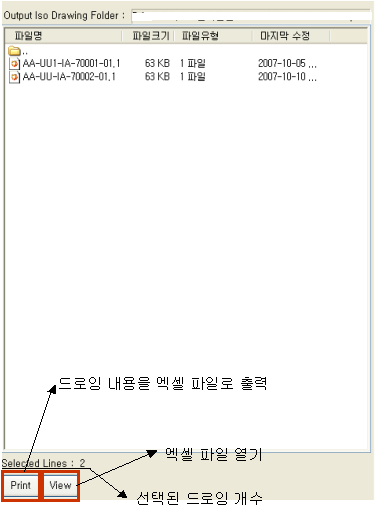 Output Iso Drawing Folder :
파일명 파일크기 파일유형 마지막 수정
..
AA-UU1-IA-70001-01,1 63 KB 1 파일 2007-10-05 ...
AA-UU-IA-70002-01,1 63 KB 1 파일 2007-10-10 ...
드로잉 내용을 엑셀 파일로 출력
엑셀 파일 열기
Selected Lines : 2
Print View
선택된 드로잉 개수